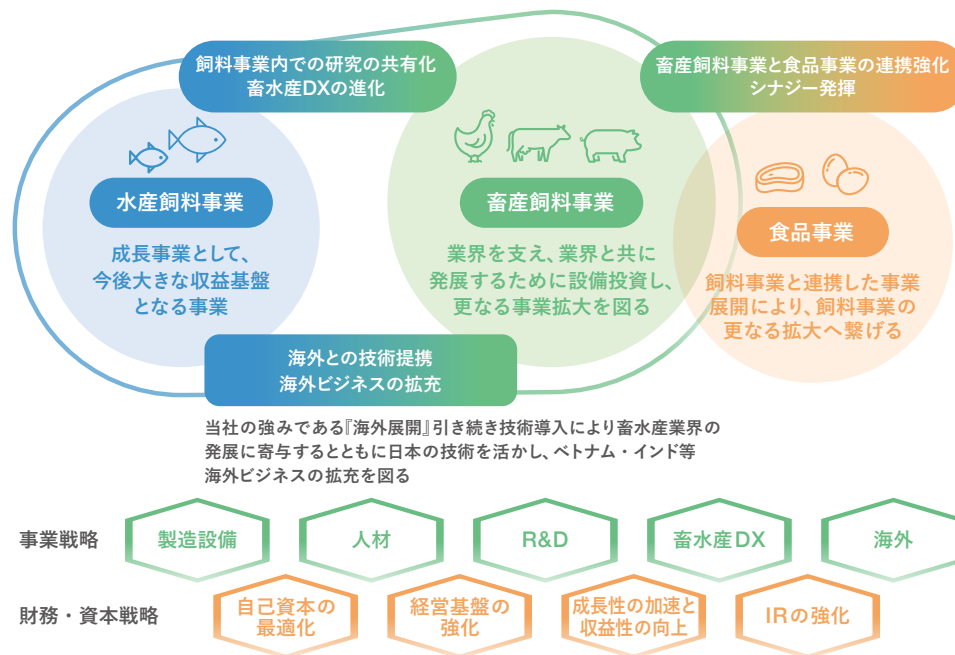 飼料事業内での研究の共有化
畜水産DXの進化
畜産飼料事業と食品事業の連携強化
シナジー発揮
水産飼料事業
成長事業として、
今後大きな収益基盤
となる事業
畜産飼料事業
業界を支え、業界と共に
発展するために設備投資し、
更なる事業拡大を図る
食品事業
飼料事業と連携した事業
展開により、飼料事業の
更なる拡大へ繋げる
海外との技術提携
海外ビジネスの拡充
当社の強みである『海外展開』引き続き技術導入により畜水産業界の
発展に寄与するとともに日本の技術を活かし、ベトナム・インド等
海外ビジネスの拡充を図る
事業戦略
製造設備
人材
R&D
畜水産DX
海外
財務・資本戦略
自己資本の
最適化
経営基盤の
強化
成長性の加速と
収益性の向上
IRの強化